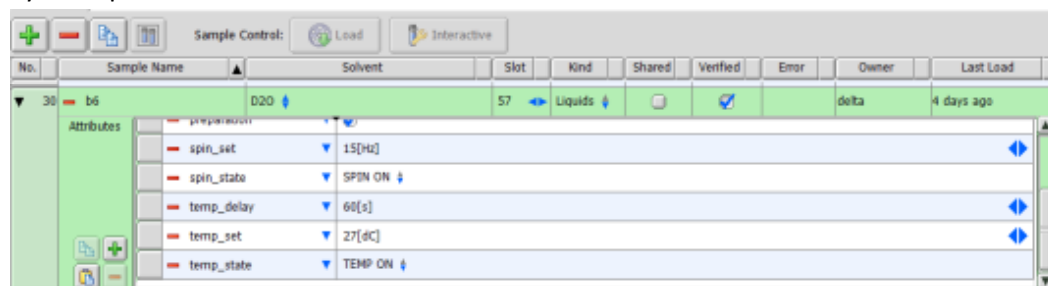 Sample Control: Load Interactive
No. Sample Name Solvent Slot Kind Shared Verified Error Owner Last Load
30 b6 D2O 57 Liquids delta 4 days ago
Attributes preparation
spin_set 15[Hz]
spin_state SPIN ON
temp_delay 60[s]
temp_set 27[dC]
temp_state TEMP ON